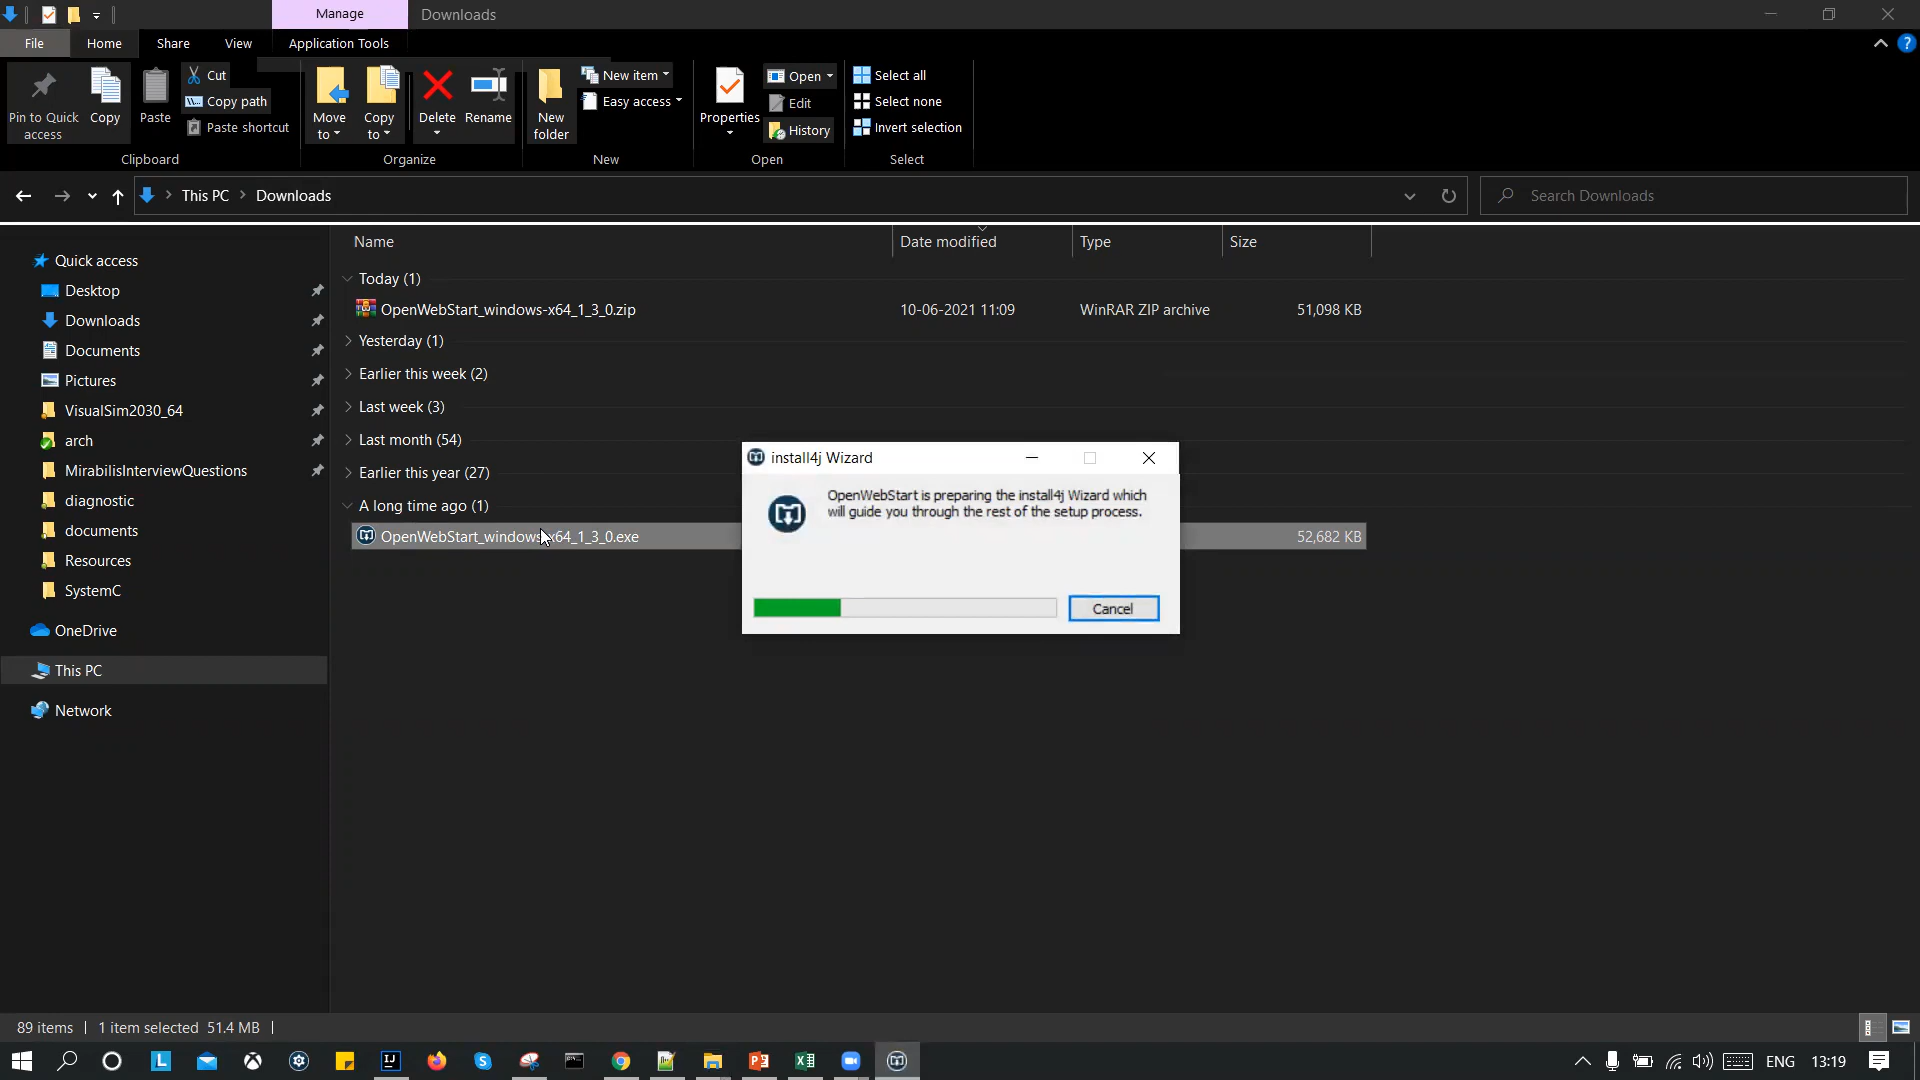 Manage
Downloads
File
Home
Share
View
Application Tools
Pin to Quick access
Copy
Paste
Cut
Copy path
Paste shortcut
Clipboard
Move to
Copy to
Delete
Rename
Organize
New folder
New item
Easy access
New
Properties
Open
Edit
History
Open
Select all
Select none
Invert selection
Select
This PC
Downloads
Search Downloads
Quick access
Desktop
Downloads
Documents
Pictures
VisualSim2030_64
arch
MirabilisInterviewQuestions
diagnostic
documents
Resources
SystemC
OneDrive
This PC
Network
Name
Date modified
Type
Size
Today (1)
OpenWebStart_windows-x64_1_3_0.zip
10-06-2021 11:09
WinRAR ZIP archive
51,098 KB
Yesterday (1)
Earlier this week (2)
Last week (3)
Last month (54)
Earlier this year (27)
A long time ago (1)
OpenWebStart_windows-x64_1_3_0.exe
52,682 KB
install4j Wizard
OpenWebStart is preparing the install4j Wizard which
will guide you through the rest of the setup process.
Cancel
89 items
1 item selected 51.4 MB
ENG
13:19